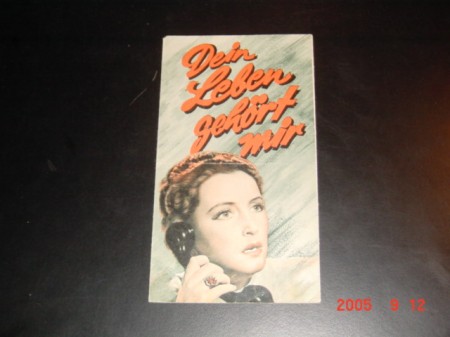 Dein
Leben
gehört
mir
2005 9 12